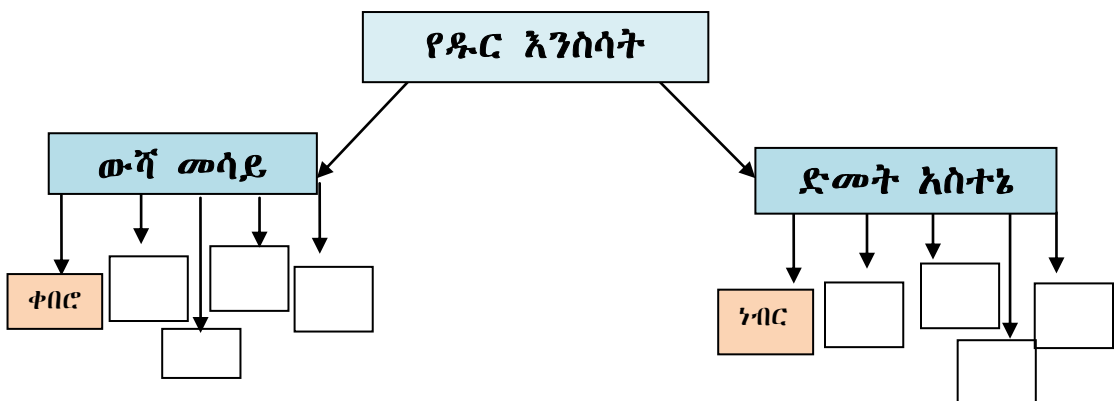 የዱር እንስሳት
ውሻ መሳይ
ድመት አስተኔ
ቀበሮ
ነብር